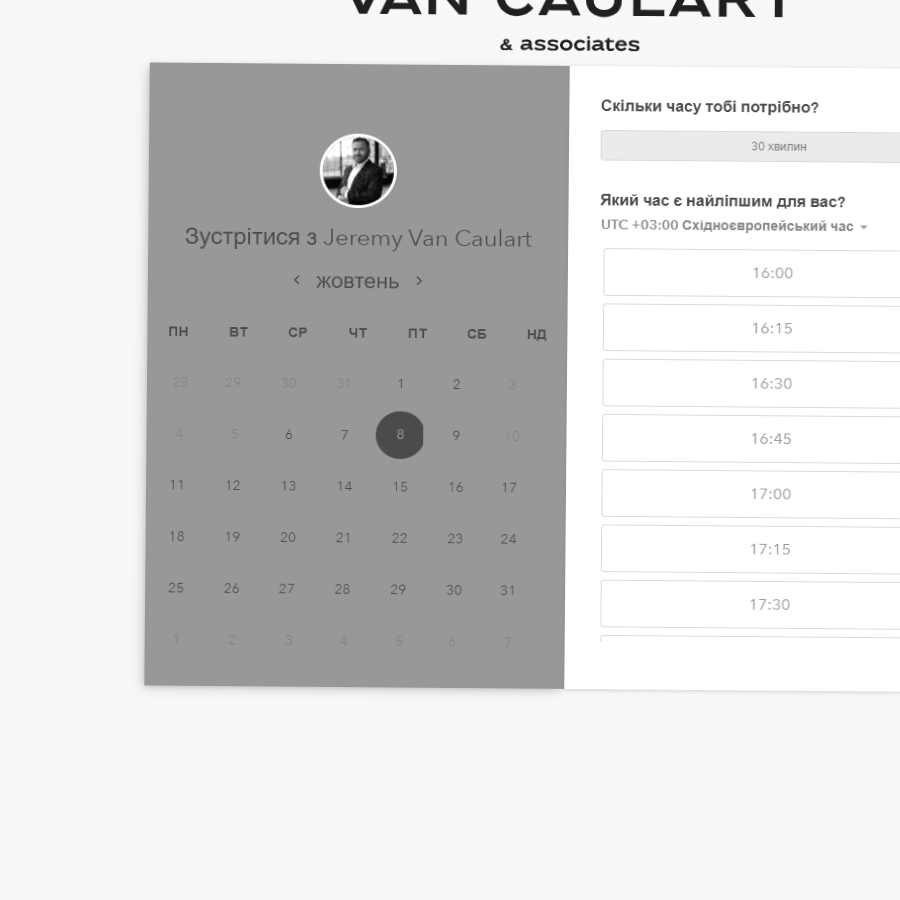 VAN CAULART
& associates
Зустрітися з Jeremy Van Caulart
жовтень
ПН ВТ СР ЧТ ПТ СБ НД
28 29 30 31 1 2 3
4 5 6 7 8 9 10
11 12 13 14 15 16 17
18 19 20 21 22 23 24
25 26 27 28 29 30 31
1 2 3 4 5 6 7
Скільки часу тобі потрібно?
30 хвилин
Який час є найліпшим для вас?
UTC +03:00 Східноєвропейський час
16:00
16:15
16:30
16:45
17:00
17:15
17:30